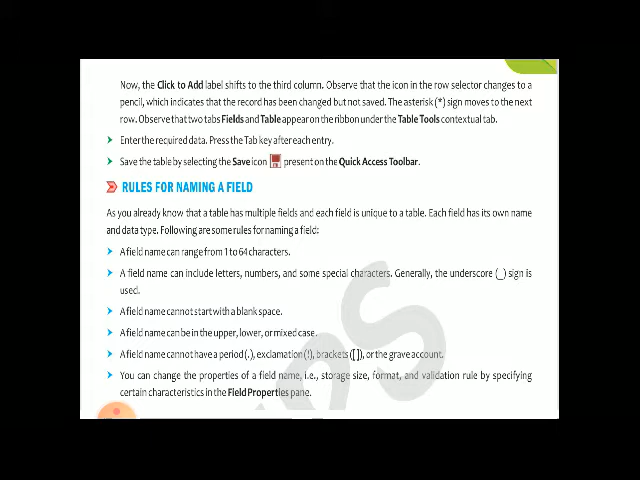 Now, the Click to Add label shifts to the third column. Observe that the icon in the row selector changes to a
pencil, which indicates that the record has been changed but not saved. The asterisk (*) sign moves to the next
row. Observe that two tabs Fields and Table appear on the ribbon under the Table Tools contextual tab.
Enter the required data. Press the Tab key after each entry.
Save the table by selecting the Save icon present on the Quick Access Toolbar.
RULES FOR NAMING A FIELD
As you already know that a table has multiple fields and each field is unique to a table. Each field has its own name
and data type. Following are some rules for naming a field:
A field name can range from 1 to 64 characters.
A field name can include letters, numbers, and some special characters. Generally, the underscore (_) sign is
used.
A field name cannot start with a blank space.
A field name can be in the upper, lower, or mixed case.
A field name cannot have a period (.), exclamation (!), brackets ([ ]), or the grave account.
You can change the properties of a field name, i.e., storage size, format, and validation rule by specifying
certain characteristics in the Field Properties pane.